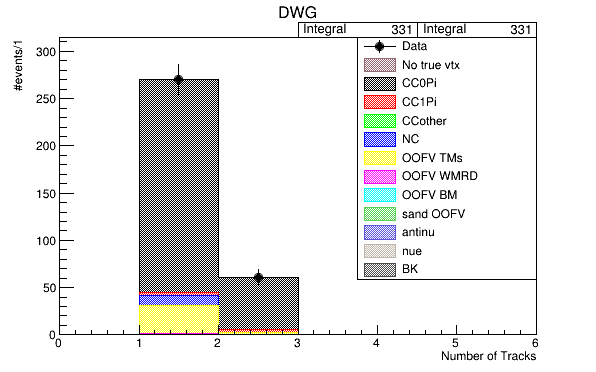 DWG
Integral 331 Integral 331
#events/1
300
250
200
150
100
50
0
Data
No true vtx
CC0Pi
CC1Pi
CCother
NC
OOFV TMs
OOFV WMRD
OOFV BM
sand OOFV
antinu
nue
BK
0 1 2 3 4 5 6
Number of Tracks